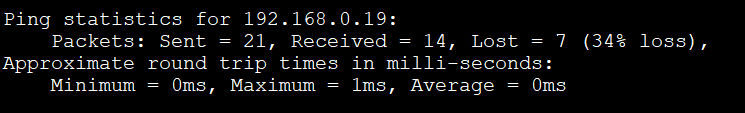 Ping statistics for 192.168.0.19:
    Packets: Sent = 21, Received = 14, Lost = 7 (34% loss),
Approximate round trip times in milli-seconds:
    Minimum = 0ms, Maximum = 1ms, Average = 0ms